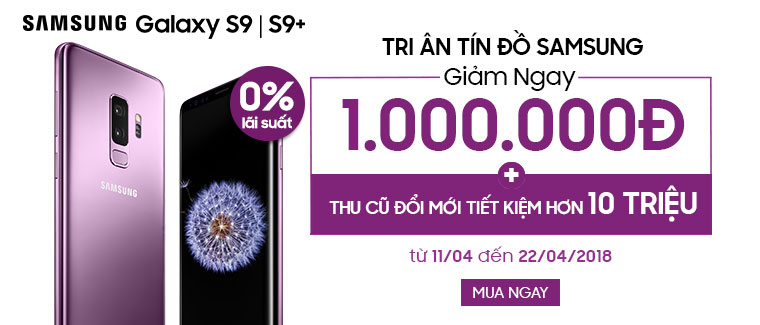 SAMSUNG Galaxy S9 | S9+
TRI ÂN TÍN ĐỒ SAMSUNG
Giảm Ngay
1.000.000Đ
+
THU CŨ ĐỔI MỚI TIẾT KIỆM HƠN 10 TRIỆU
từ 11/04 đến 22/04/2018
MUA NGAY
0%
lãi suất
SAMSUNG